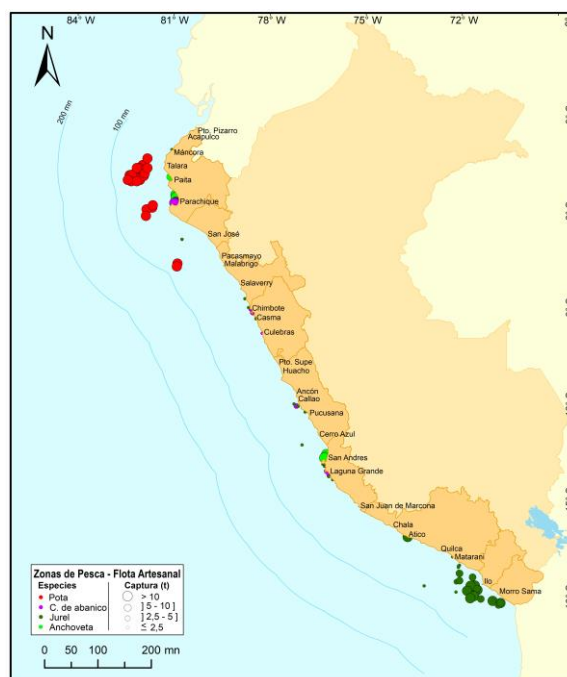 84° W 81°W 78°W 75°W 72°W
N
200 mn
100 mn
Pto. Pizarro
Acapulco
Máncora
Talara
Paita
Parachique
San José
Pacasmayo
Malabrigo
Salaverry
Chimbote
Casma
Culebras
Pto. Supe
Huacho
Ancón
Callao
Pucusana
Cerro Azul
San Andres
Laguna Grande
San Juan de Marcona
Chala
Atico
Quilca
Matarani
Ilo
Morro Sama
Zonas de Pesca - Flota Artesanal
Especies Captura (t)
Pota > 10
C. de abanico ] 5 - 10 ]
Jurel ] 2,5 - 5 ]
Anchoveta ≤ 2,5
0 50 100 200 mn